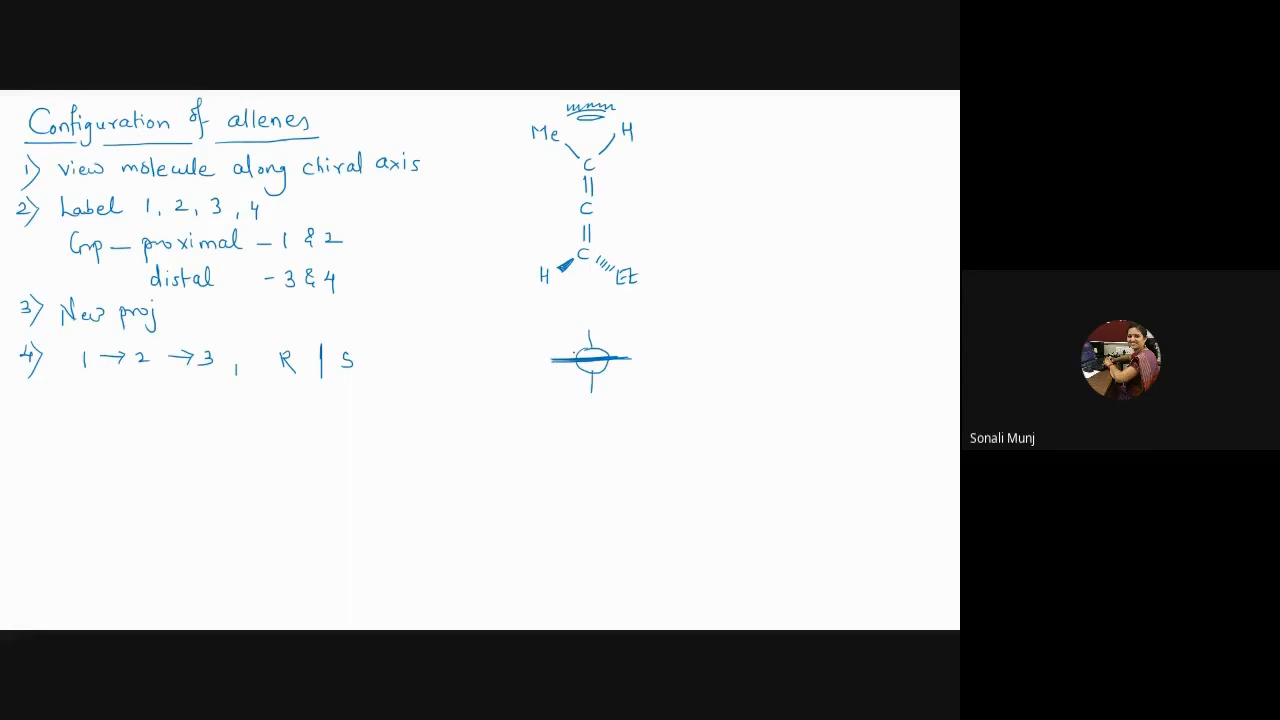 Configuration of allenes
1) view molecule along chiral axis
2) Label 1, 2, 3, 4
Grp - proximal - 1 & 2
distal - 3 & 4
3) New proj
4) 1 → 2 → 3, R | S
Me H
C
||
C
||
C
H Et
Sonali Munj